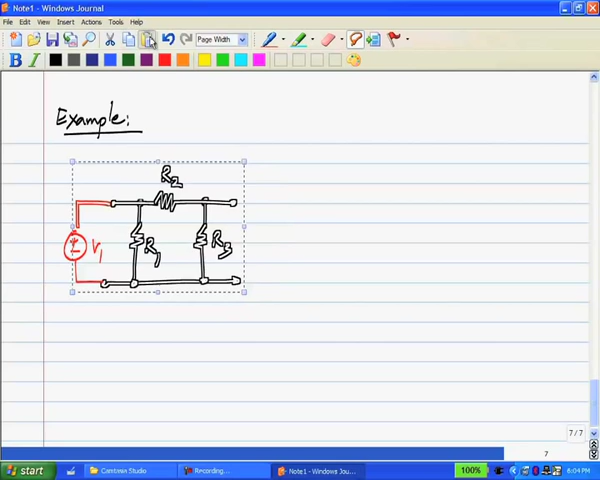 Note1 - Windows Journal
File Edit View Insert Actions Tools Help
Page Width
B I
Example:
R2
V1
R1
R3
7/7
7
start
Camtasia Studio
Recording...
Note1 - Windows Jou...
100%
6:04 PM